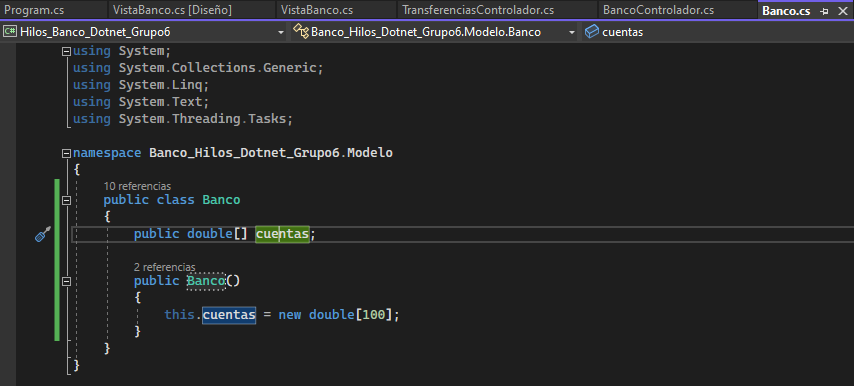 Program.cs VistaBanco.cs [Diseño] VistaBanco.cs TransferenciasControlador.cs BancoControlador.cs Banco.cs
C# Hilos_Banco_Dotnet_Grupo6 Banco_Hilos_Dotnet_Grupo6.Modelo.Banco cuentas
using System;
using System.Collections.Generic;
using System.Linq;
using System.Text;
using System.Threading.Tasks;
namespace Banco_Hilos_Dotnet_Grupo6.Modelo
{
10 referencias
public class Banco
{
public double[] cuentas;
2 referencias
public Banco()
{
this.cuentas = new double[100];
}
}
}